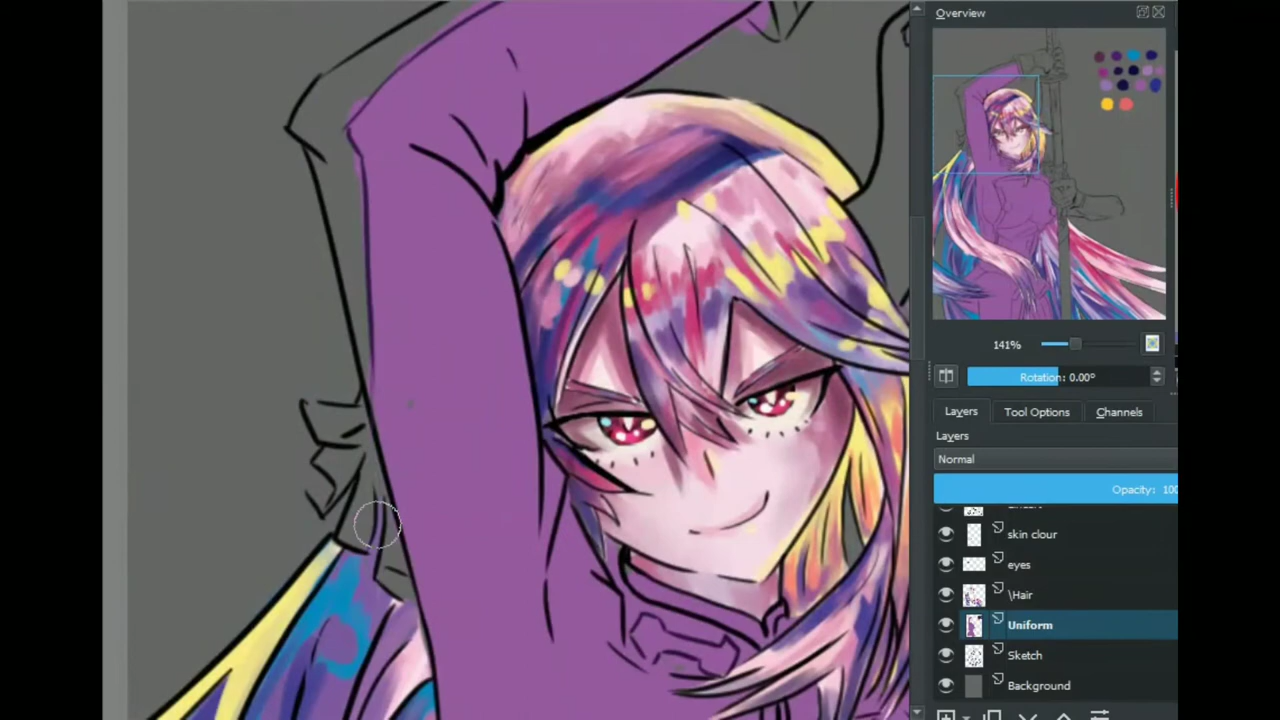 Overview
141%
Rotation: 0.00°
Layers
Tool Options
Channels
Layers
Normal
Opacity: 100
skin clour
eyes
\Hair
Uniform
Sketch
Background